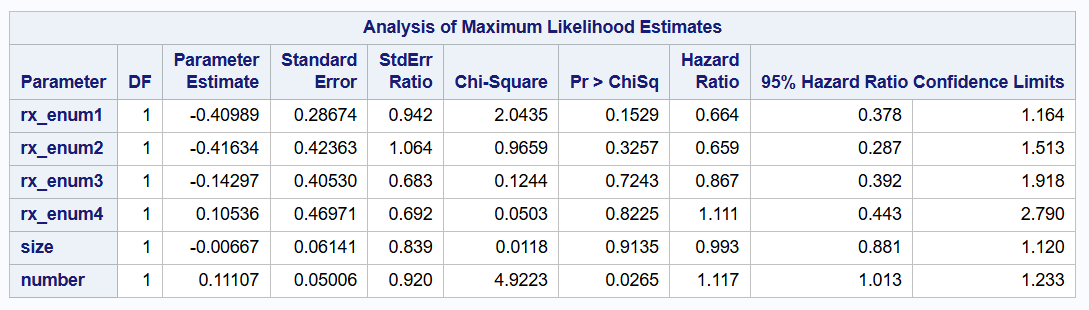 Analysis of Maximum Likelihood Estimates
Parameter DF Parameter Estimate Standard Error StdErr Ratio Chi-Square Pr > ChiSq Hazard Ratio 95% Hazard Ratio Confidence Limits
rx_enum1 1 -0.40989 0.28674 0.942 2.0435 0.1529 0.664 0.378 1.164
rx_enum2 1 -0.41634 0.42363 1.064 0.9659 0.3257 0.659 0.287 1.513
rx_enum3 1 -0.14297 0.40530 0.683 0.1244 0.7243 0.867 0.392 1.918
rx_enum4 1 0.10536 0.46971 0.692 0.0503 0.8225 1.111 0.443 2.790
size 1 -0.00667 0.06141 0.839 0.0118 0.9135 0.993 0.881 1.120
number 1 0.11107 0.05006 0.920 4.9223 0.0265 1.117 1.013 1.233